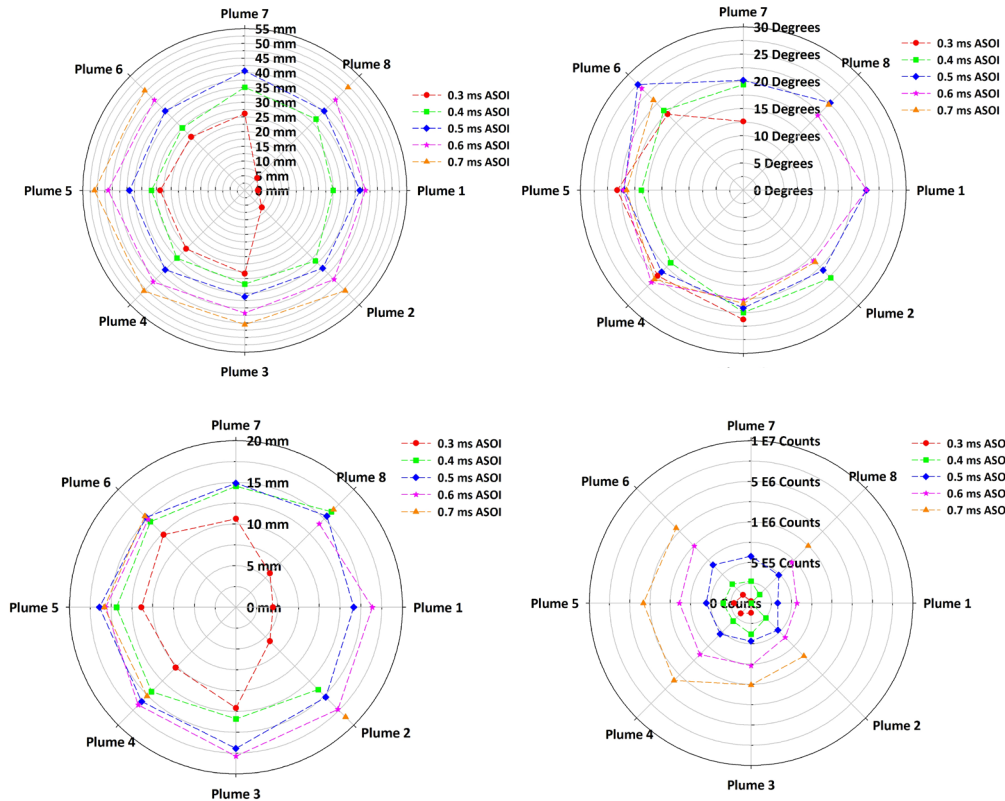 Plume 7
55 mm
50 mm
45 mm
40 mm
35 mm
30 mm
25 mm
20 mm
15 mm
10 mm
5 mm
0 mm
Plume 6
Plume 8
Plume 5
Plume 1
Plume 4
Plume 2
Plume 3
0.3 ms ASOI
0.4 ms ASOI
0.5 ms ASOI
0.6 ms ASOI
0.7 ms ASOI
Plume 7
30 Degrees
25 Degrees
20 Degrees
15 Degrees
10 Degrees
5 Degrees
0 Degrees
Plume 6
Plume 8
Plume 5
Plume 1
Plume 4
Plume 2
0.3 ms ASOI
0.4 ms ASOI
0.5 ms ASOI
0.6 ms ASOI
0.7 ms ASOI
Plume 7
20 mm
15 mm
10 mm
5 mm
0 mm
Plume 6
Plume 8
Plume 5
Plume 1
Plume 4
Plume 2
Plume 3
0.3 ms ASOI
0.4 ms ASOI
0.5 ms ASOI
0.6 ms ASOI
0.7 ms ASOI
Plume 7
1 E7 Counts
5 E6 Counts
1 E6 Counts
5 E5 Counts
0 Counts
Plume 6
Plume 8
Plume 5
Plume 1
Plume 4
Plume 2
Plume 3
0.3 ms ASOI
0.4 ms ASOI
0.5 ms ASOI
0.6 ms ASOI
0.7 ms ASOI